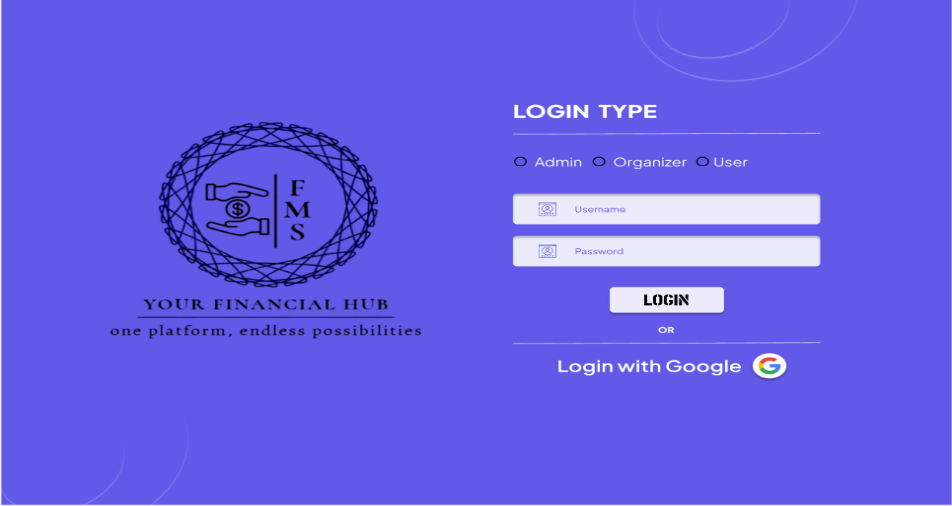 F
M
S
YOUR FINANCIAL HUB
one platform, endless possibilities
LOGIN TYPE
Admin Organizer User
Username
Password
LOGIN
OR
Login with Google G